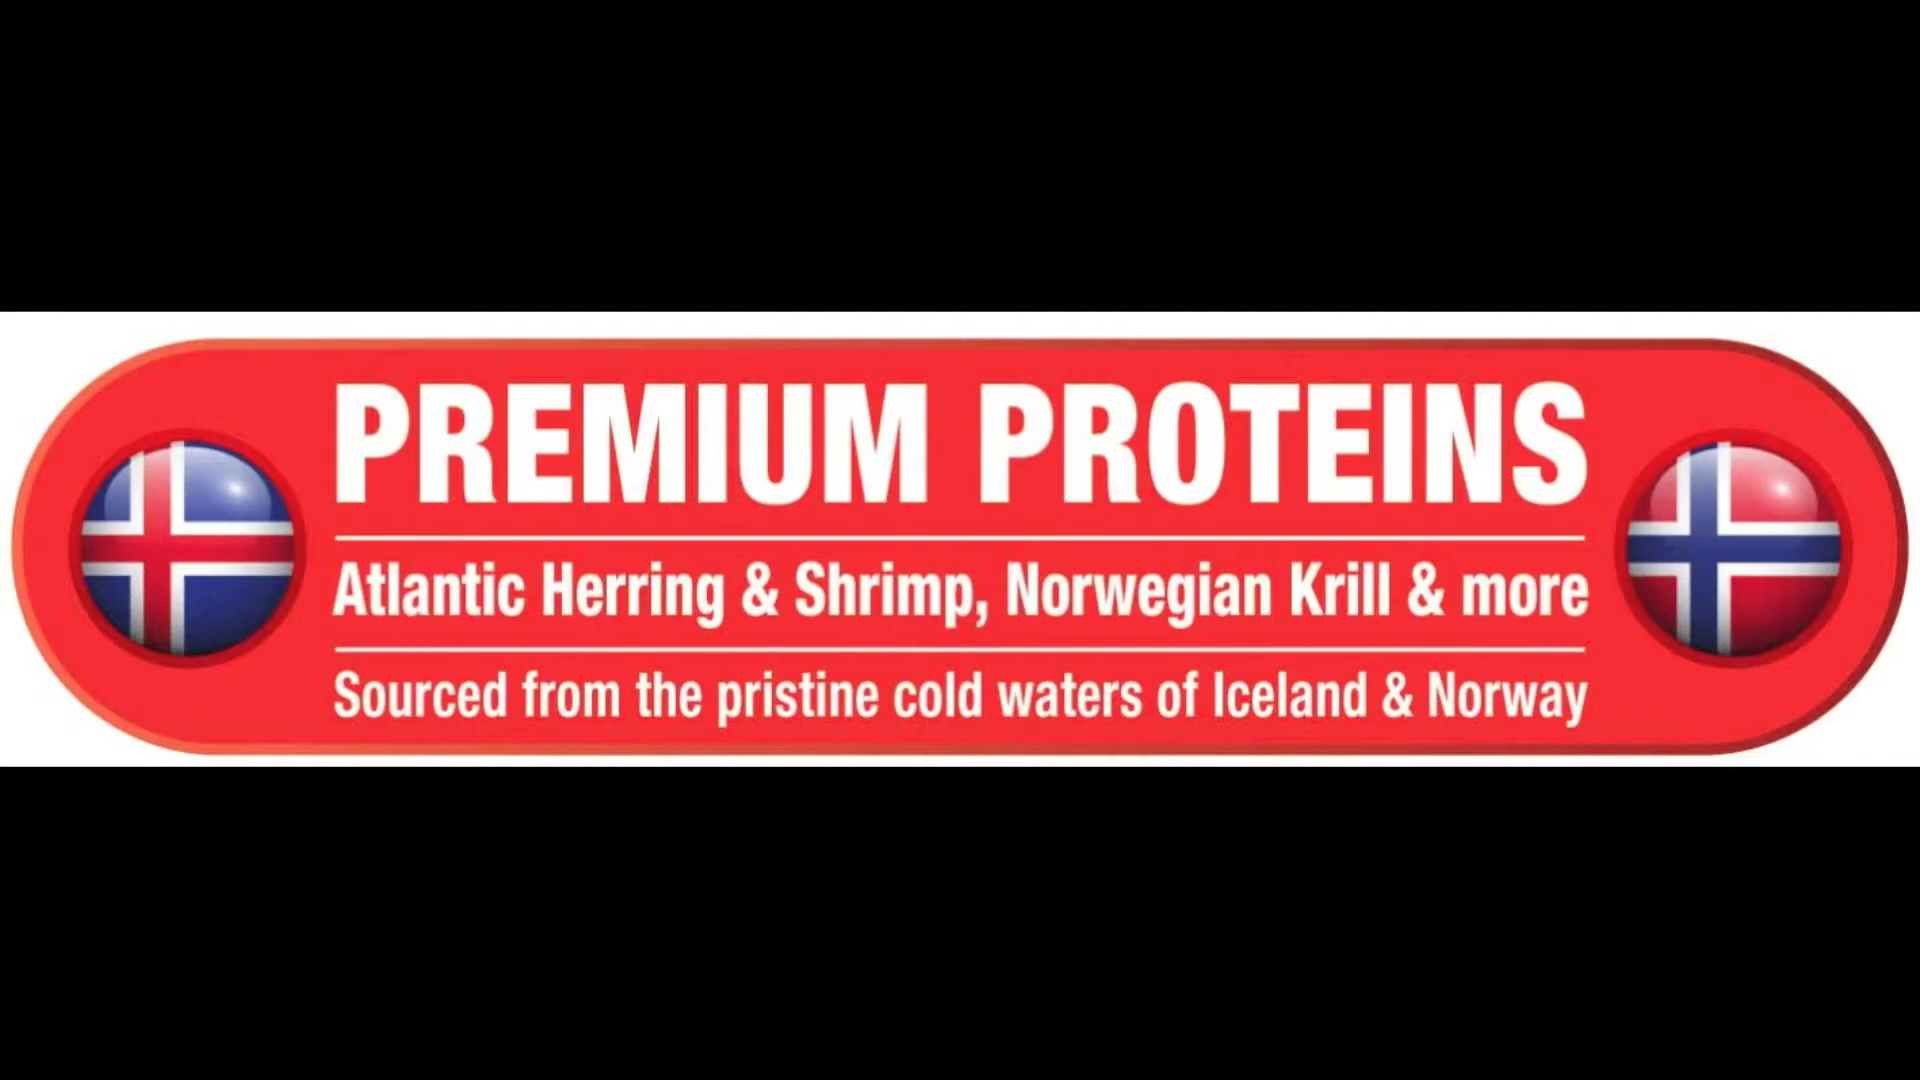 PREMIUM PROTEINS
Atlantic Herring & Shrimp, Norwegian Krill & more
Sourced from the pristine cold waters of Iceland & Norway